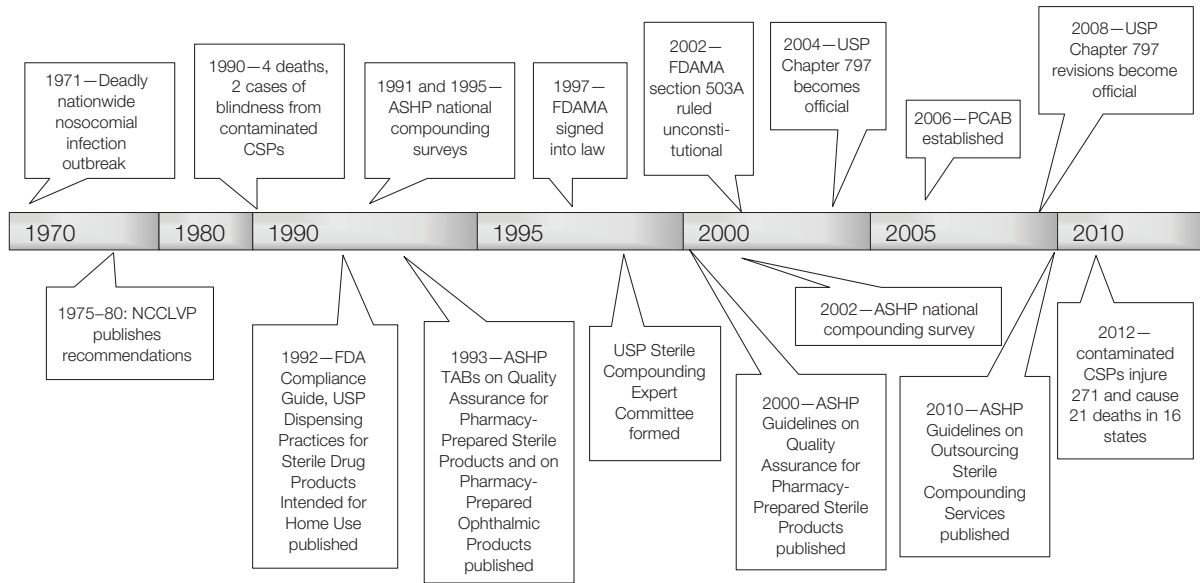 1971—Deadly
nationwide
nosocomial
infection
outbreak
1990—4 deaths,
2 cases of
blindness from
contaminated
CSPs
1991 and 1995—
ASHP national
compounding
surveys
1997—
FDAMA
signed
into law
2002—
FDAMA
section 503A
ruled
unconsti-
tutional
2004—USP
Chapter 797
becomes
official
2006—PCAB
established
2008—USP
Chapter 797
revisions become
official
1970
1980
1990
1995
2000
2005
2010
1975–80: NCCLVP
publishes
recommendations
1992—FDA
Compliance
Guide, USP
Dispensing
Practices for
Sterile Drug
Products
Intended for
Home Use
published
1993—ASHP
TABs on Quality
Assurance for
Pharmacy-
Prepared Sterile
Products and on
Pharmacy-
Prepared
Ophthalmic
Products published
USP Sterile
Compounding
Expert
Committee
formed
2002–ASHP national
compounding survey
2000—ASHP
Guidelines on
Quality
Assurance for
Pharmacy-
Prepared Sterile
Products
published
2010—ASHP
Guidelines on
Outsourcing
Sterile
Compounding
Services
published
2012—
contaminated
CSPs injure
271 and cause
21 deaths in 16
states